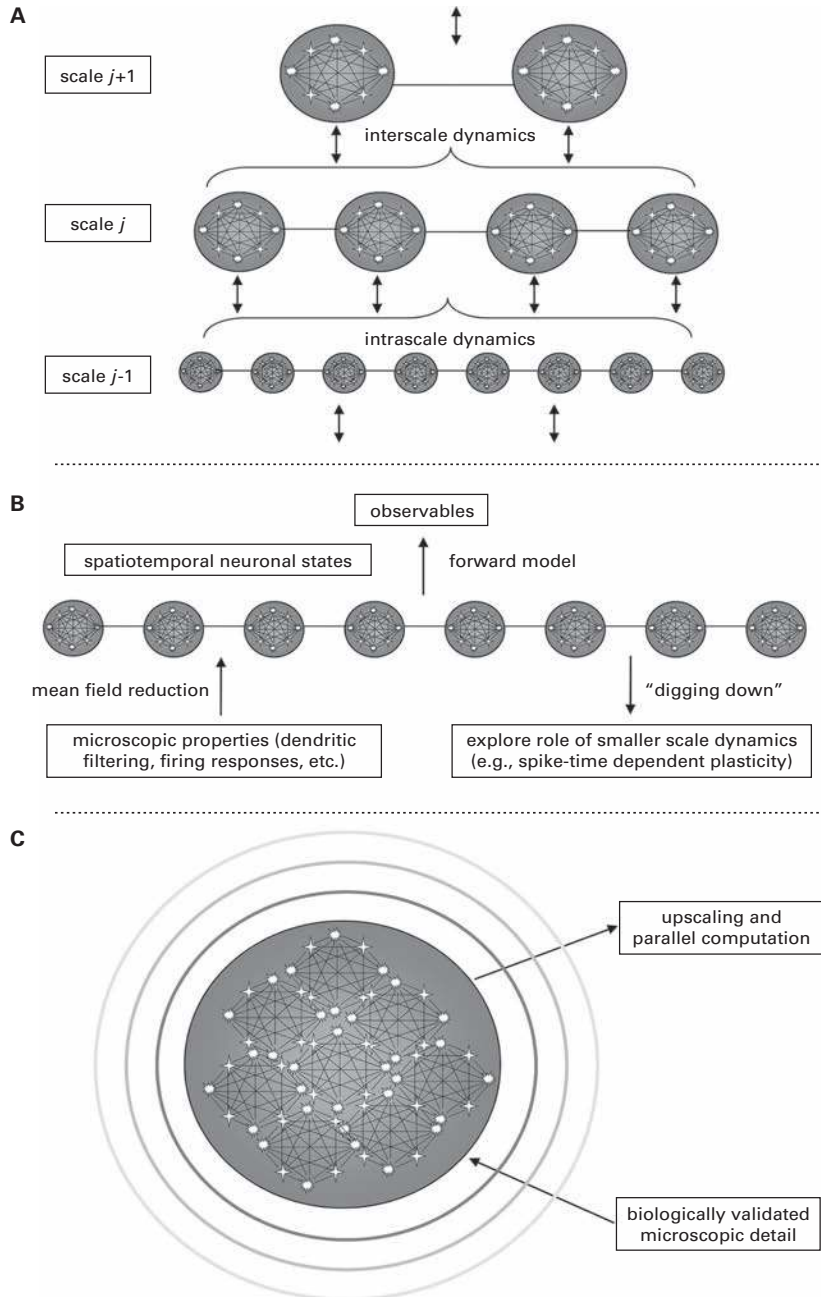 A
scale j+1
interscale dynamics
scale j
intrascale dynamics
scale j-1
B
observables
spatiotemporal neuronal states
forward model
mean field reduction
“digging down”
microscopic properties (dendritic
filtering, firing responses, etc.)
explore role of smaller scale dynamics
(e.g., spike-time dependent plasticity)
C
upscaling and
parallel computation
biologically validated
microscopic detail